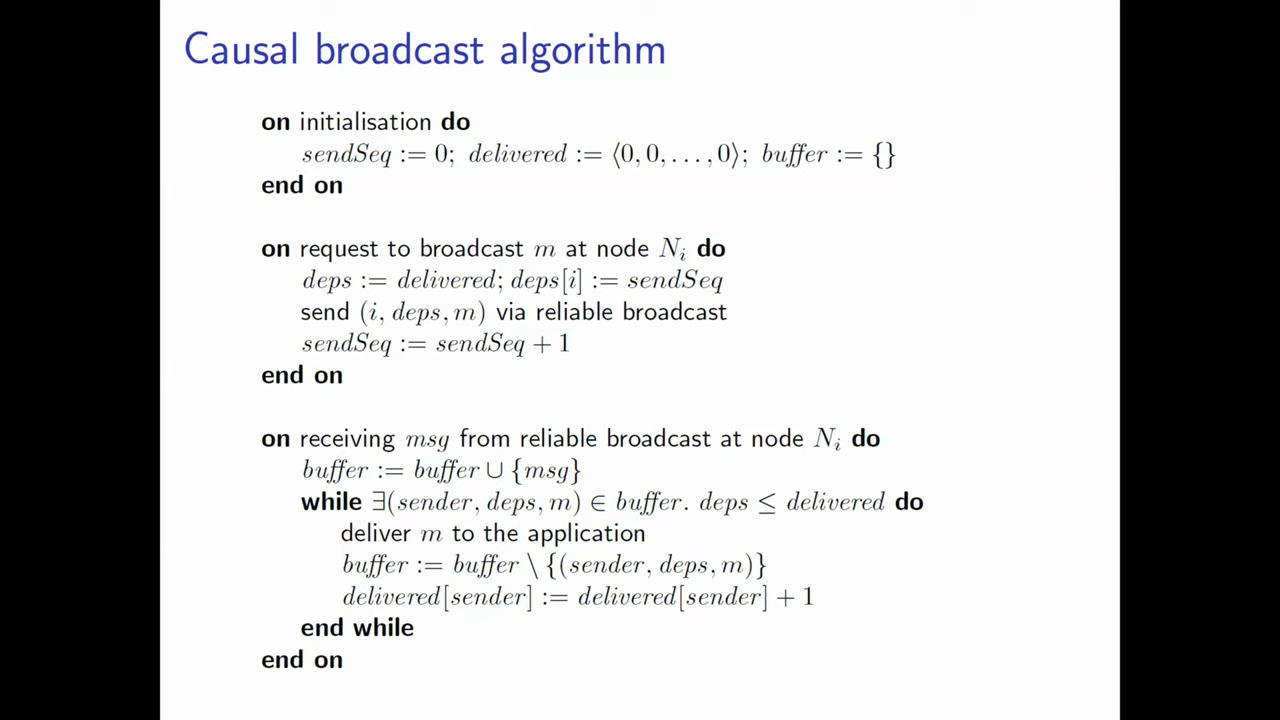 Causal broadcast algorithm
on initialisation do
sendSeq := 0; delivered := ⟨0, 0, . . . , 0⟩; buffer := {}
end on
on request to broadcast m at node Nᵢ do
deps := delivered; deps[i] := sendSeq
send (i, deps, m) via reliable broadcast
sendSeq := sendSeq + 1
end on
on receiving msg from reliable broadcast at node Nᵢ do
buffer := buffer ∪ {msg}
while ∃(sender, deps, m) ∈ buffer. deps ≤ delivered do
deliver m to the application
buffer := buffer \ {(sender, deps, m)}
delivered[sender] := delivered[sender] + 1
end while
end on